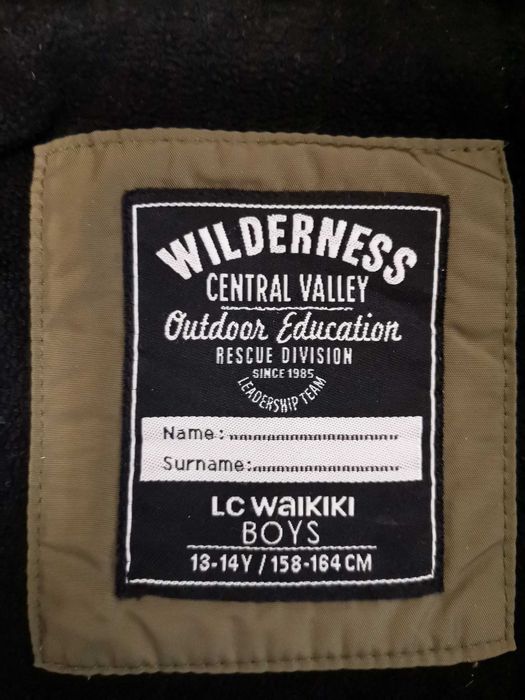 WILDERNESS
CENTRAL VALLEY
Outdoor Education
RESCUE DIVISION
SINCE 1985
LEADERSHIP TEAM
Name:
Surname:
LC WAIKIKI
BOYS
13-14Y / 158-164 CM